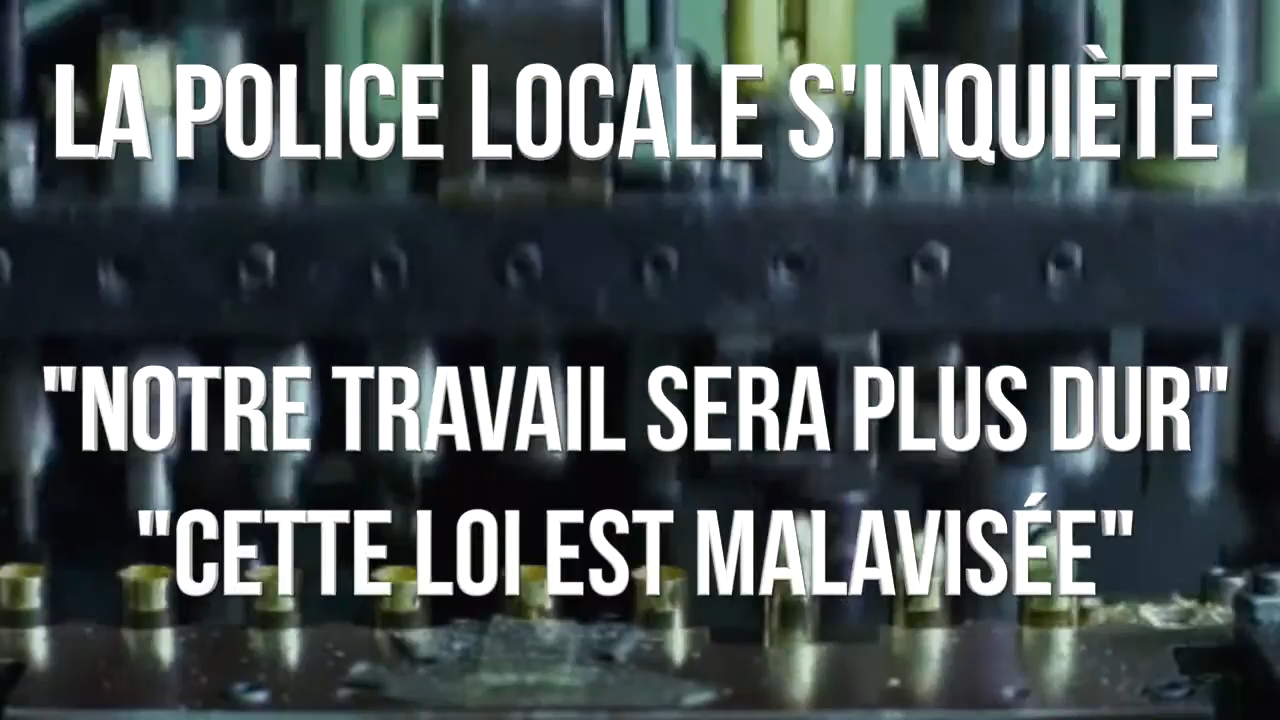 LA POLICE LOCALE S'INQUIÈTE
"NOTRE TRAVAIL SERA PLUS DUR"
"CETTE LOI EST MALAVISÉE"